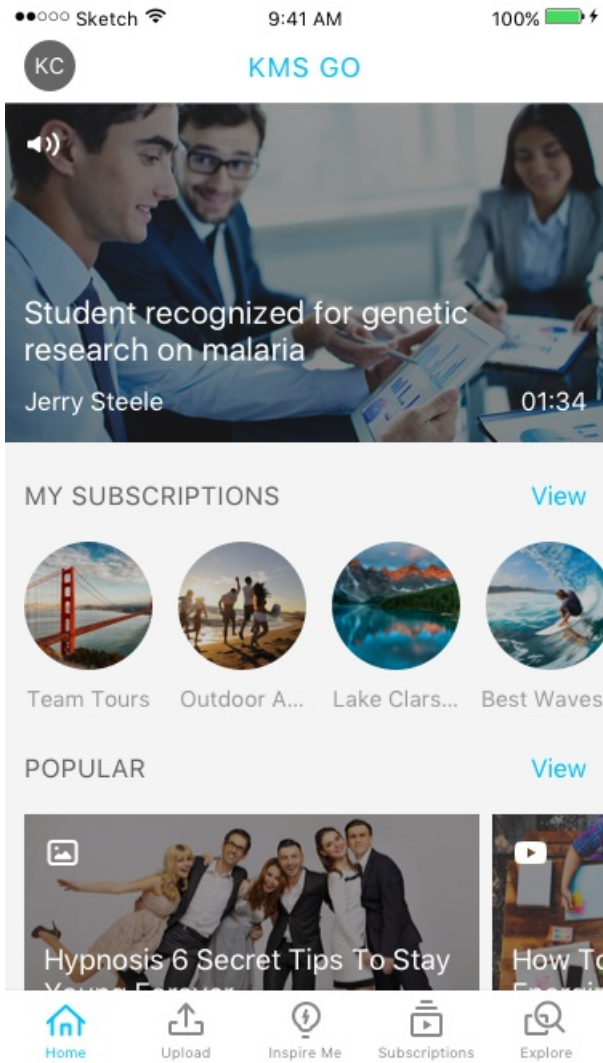 Sketch 9:41 AM 100%
KC KMS GO
Student recognized for genetic
research on malaria
Jerry Steele 01:34
MY SUBSCRIPTIONS View
Team Tours Outdoor A... Lake Clars... Best Waves
POPULAR View
Hypnosis 6 Secret Tips To Stay How To
Young Forever
Home Upload Inspire Me Subscriptions Explore